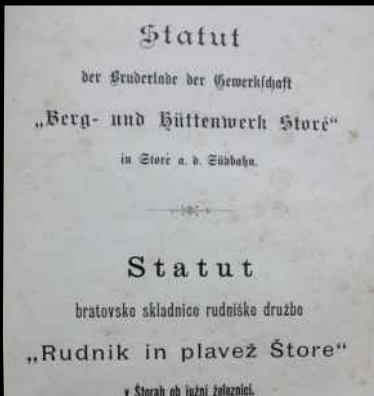 Statut
der Bruderlade der Gewerkschaft
„Berg- und Hüttenwerk Storé“
in Storé a. d. Südbahn.
Statut
bratovske skladnice rudniške družbe
„Rudnik in plavež Štore“
v Štorah ob južni železnici.